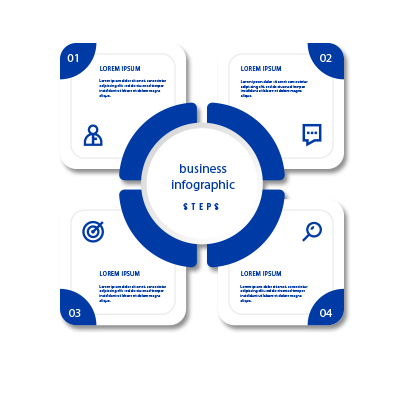 01
LOREM IPSUM
Lorem ipsum dolor sit amet, consectetur
adipiscing elit, sed do eiusmod tempor
incididunt ut labore et dolore magna
aliqua.
02
LOREM IPSUM
Lorem ipsum dolor sit amet, consectetur
adipiscing elit, sed do eiusmod tempor
incididunt ut labore et dolore magna
aliqua.
business
infographic
STEPS
LOREM IPSUM
Lorem ipsum dolor sit amet, consectetur
adipiscing elit, sed do eiusmod tempor
incididunt ut labore et dolore magna
aliqua.
03
LOREM IPSUM
Lorem ipsum dolor sit amet, consectetur
adipiscing elit, sed do eiusmod tempor
incididunt ut labore et dolore magna
aliqua.
04